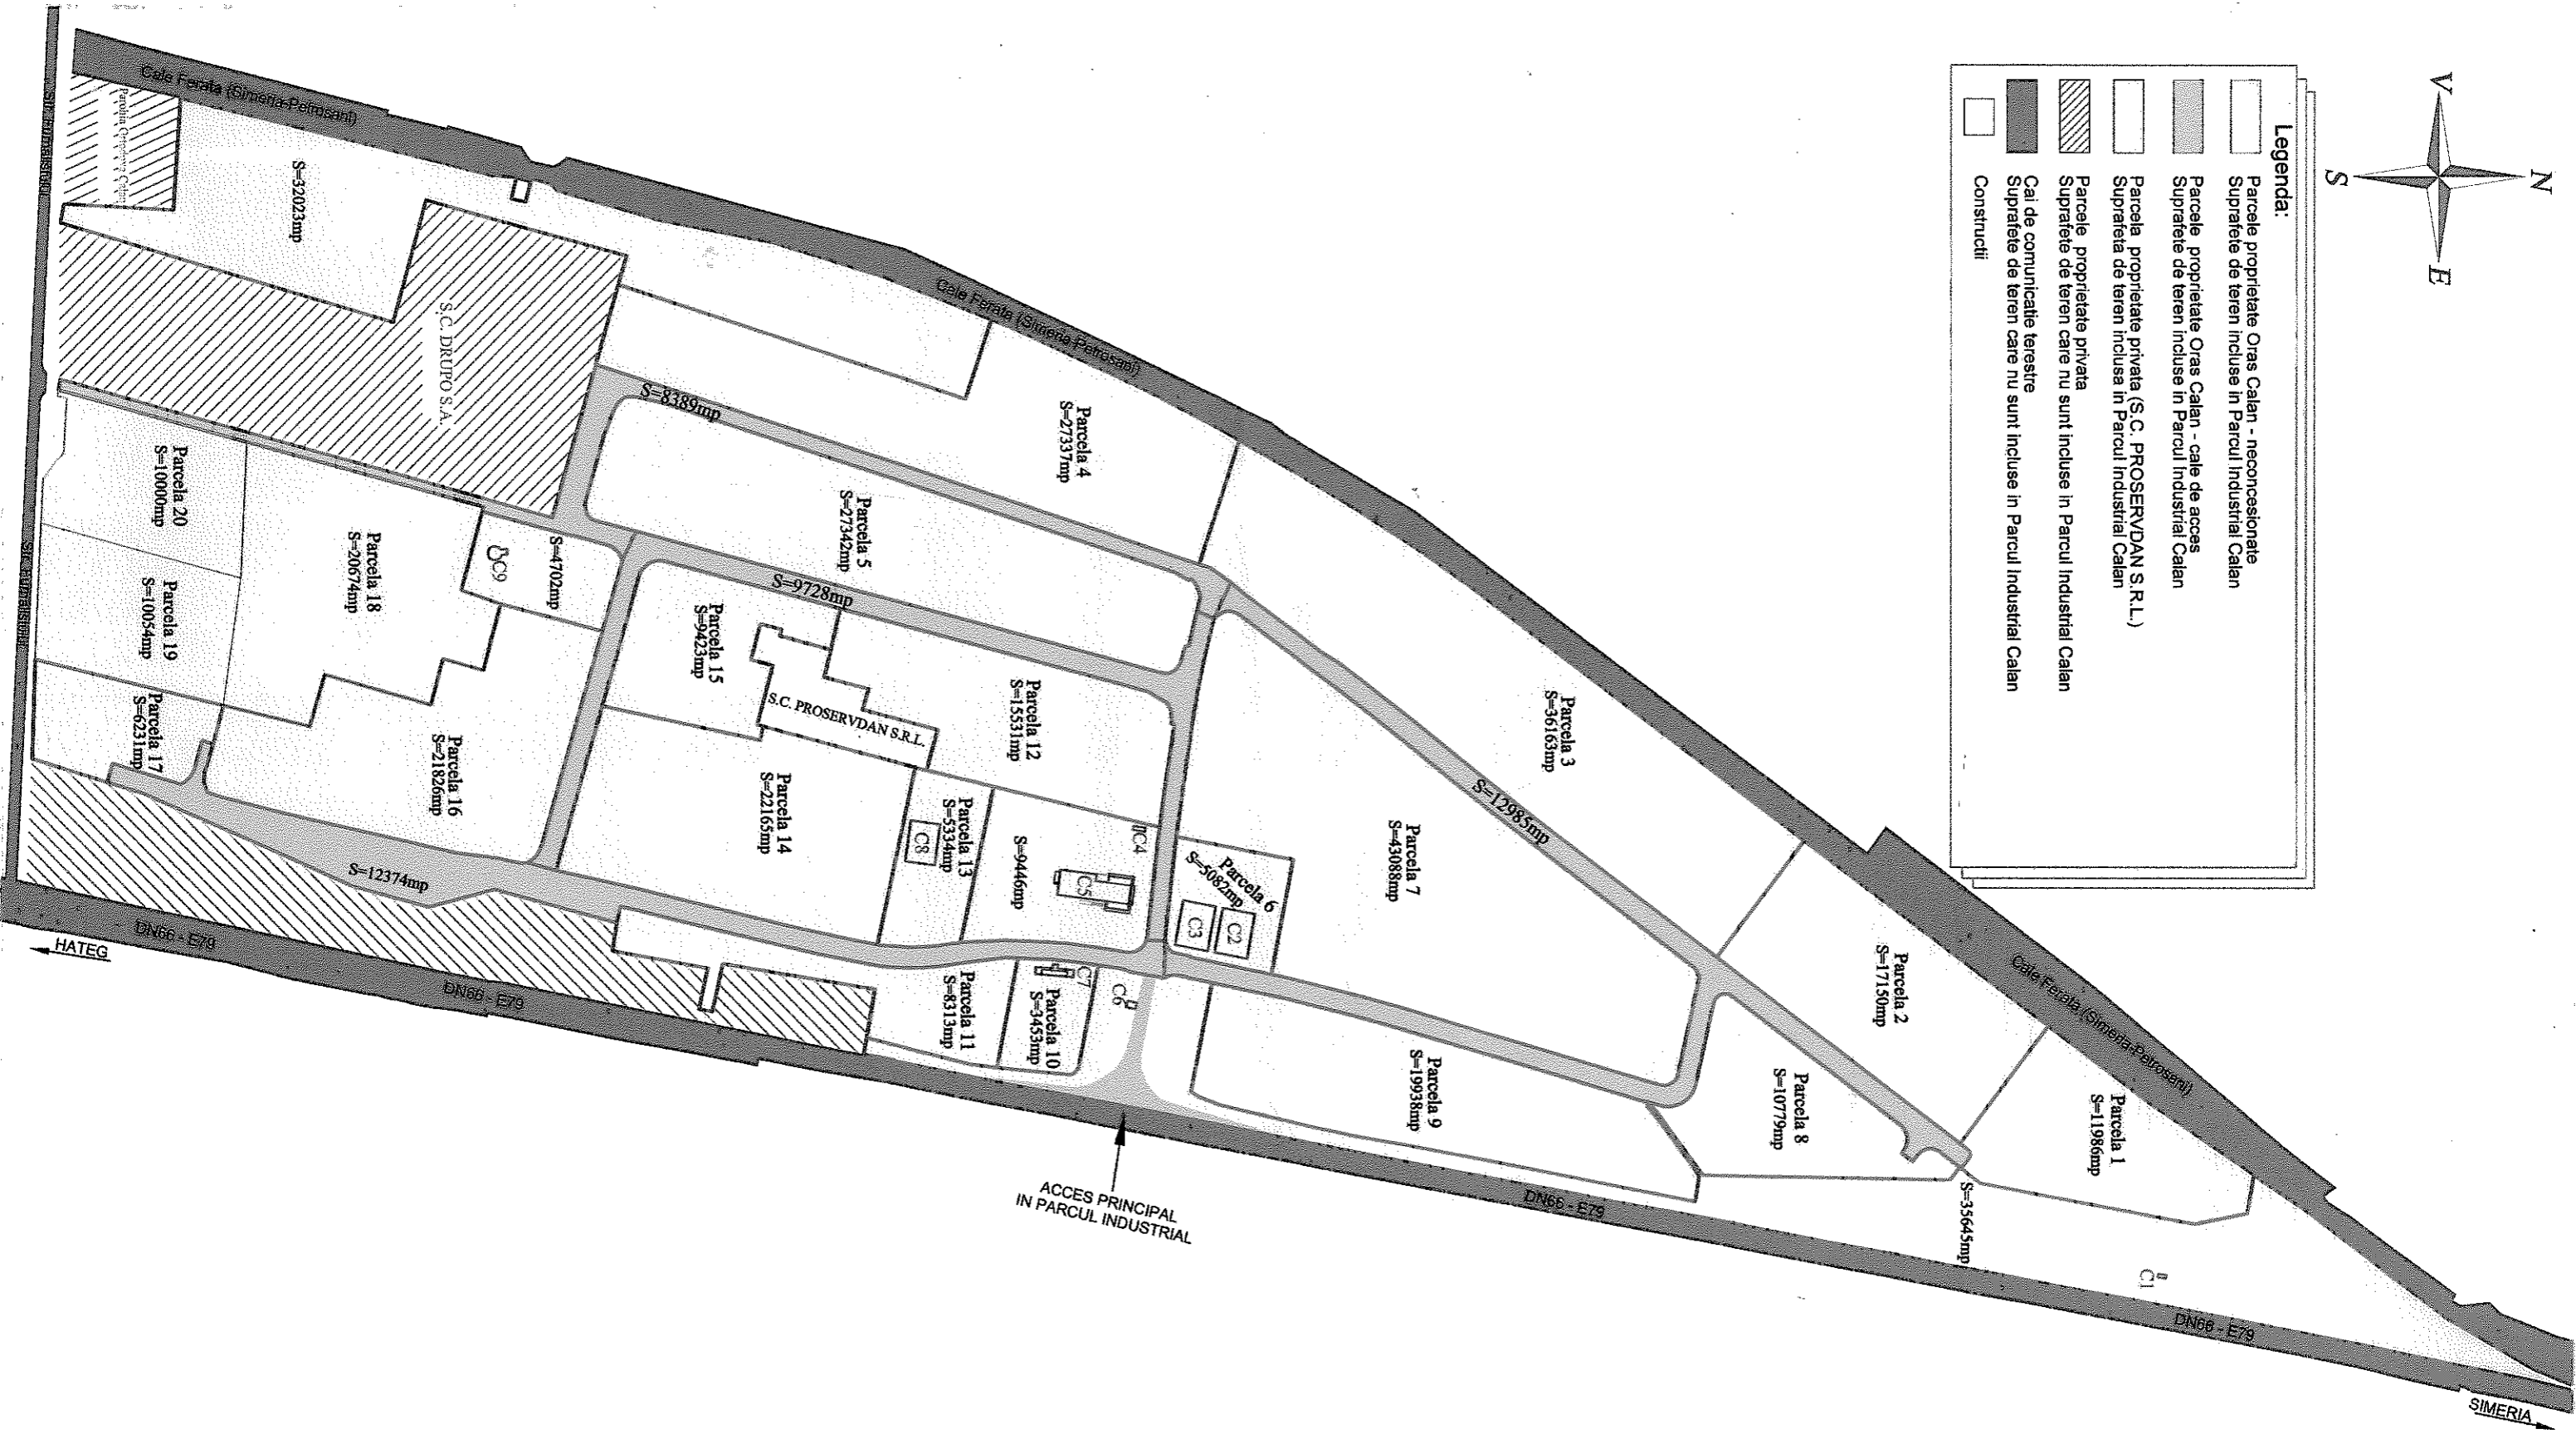 N
V
E
S
Legenda:
Parcele proprietate Oras Calan - neconcesionate
Suprafete de teren incluse in Parcul Industrial Calan
Parcele proprietate Oras Calan - cale de acces
Suprafete de teren incluse in Parcul Industrial Calan
Parcela proprietate privata (S.C. PROSERVDAN S.R.L.)
Suprafata de teren inclusa in Parcul Industrial Calan
Parcele proprietate privata
Suprafete de teren care nu sunt incluse in Parcul Industrial Calan
Cai de comunicatie terestre
Suprafete de teren care nu sunt incluse in Parcul Industrial Calan
Constructii
Cale Ferata (Simeria-Petrosani)
Cale Ferata (Simeria-Petrosani)
Cale Ferata (Simeria-Petrosani)
Parohia Ortodoxa Calan
S=32023mp
S.C. DRUPO S.A.
S=8389mp
Parcela 4
S=27337mp
Parcela 5
S=27342mp
S=9728mp
Parcela 3
S=36163mp
S=12985mp
Parcela 2
S=17150mp
Parcela 1
S=11986mp
Parcela 20
S=10000mp
Parcela 18
S=20674mp
C9
S=4702mp
Parcela 19
S=10054mp
Parcela 17
S=6231mp
Parcela 16
S=21826mp
Parcela 15
S=9423mp
S.C. PROSERVDAN S.R.L.
Parcela 12
S=15531mp
Parcela 14
S=22165mp
Parcela 13
S=5334mp
C8
S=9446mp
C4
C5
Parcela 6
S=5082mp
C2
C3
Parcela 7
S=43088mp
S=12374mp
Parcela 11
S=8313mp
Parcela 10
S=3453mp
C7
C6
Parcela 9
S=19938mp
Parcela 8
S=10779mp
S=35645mp
C1
DN66 - E79
DN66 - E79
DN66 - E79
DN66 - E79
HATEG
SIMERIA
ACCES PRINCIPAL
IN PARCUL INDUSTRIAL